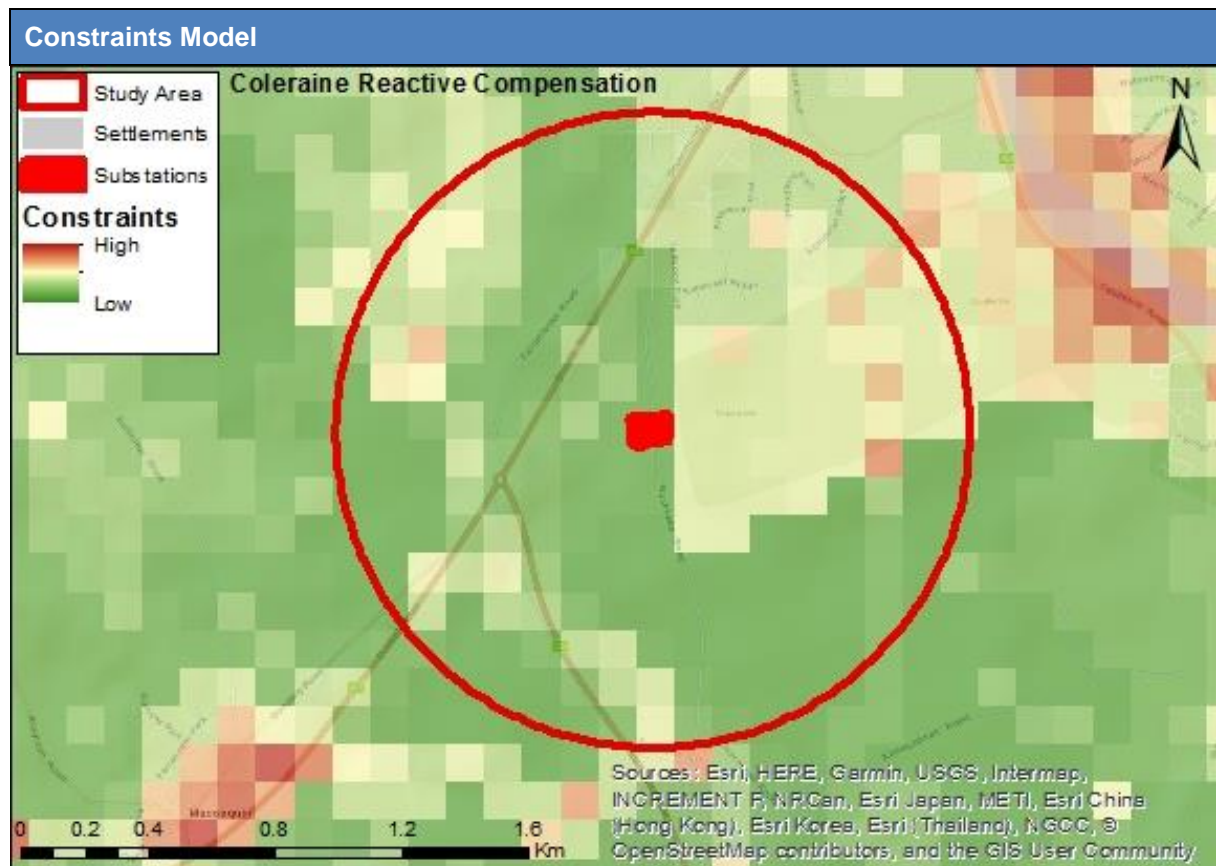 Constraints Model
Coleraine Reactive Compensation
Study Area
Settlements
Substations
Constraints
High
Low
N
Macosquin
0 0.2 0.4 0.8 1.2 1.6
Km
Sources: Esri, HERE, Garmin, USGS, Intermap,
INCREMENT P, NRCan, Esri Japan, METI, Esri China
(Hong Kong), Esri Korea, Esri (Thailand), NGCC, ©
OpenStreetMap contributors, and the GIS User Community